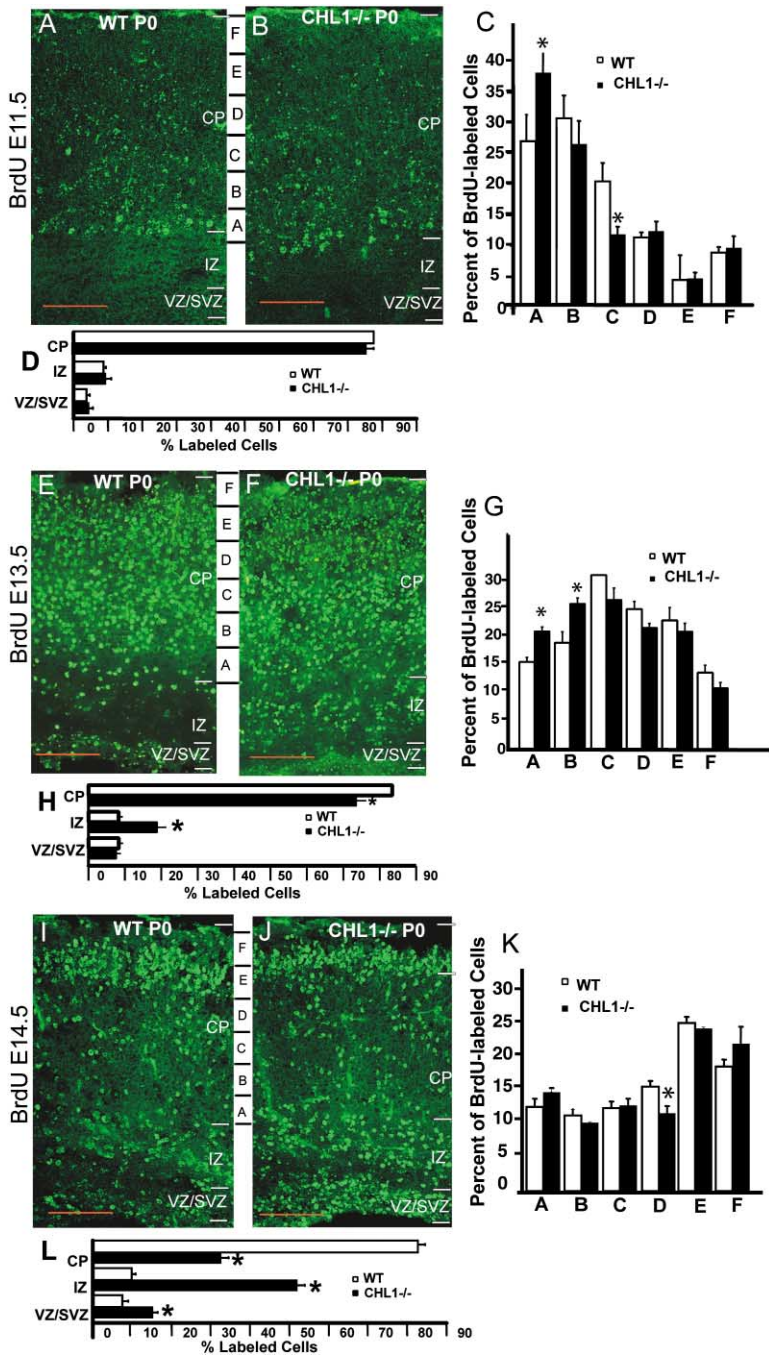 A
WT P0
B
CHL1-/- P0
F
E
D
C
B
A
CP
IZ
VZ/SVZ
BrdU E11.5
C
Percent of BrdU-labeled Cells
WT
CHL1-/-
40
35
30
25
20
15
10
5
0
*
*
A B C D E F
D
CP
IZ
VZ/SVZ
WT
CHL1-/-
0 10 20 30 40 50 60 70 80 90
% Labeled Cells
E
WT P0
F
CHL1-/- P0
F
E
D
C
B
A
CP
CP
IZ
IZ
VZ/SVZ
VZ/SVZ
BrdU E13.5
G
Percent of BrdU-labeled Cells
WT
CHL1-/-
30
25
20
15
10
5
0
*
*
A B C D E F
H
CP
IZ
VZ/SVZ
*
*
WT
CHL1-/-
0 10 20 30 40 50 60 70 80 90
% Labeled Cells
I
WT P0
J
CHL1-/- P0
F
E
D
C
B
A
CP
CP
IZ
IZ
VZ/SVZ
VZ/SVZ
BrdU E14.5
K
Percent of BrdU-labeled Cells
WT
CHL1-/-
25
20
15
10
5
0
*
A B C D E F
L
CP
IZ
VZ/SVZ
*
*
*
WT
CHL1-/-
0 10 20 30 40 50 60 70 80 90
% Labeled Cells